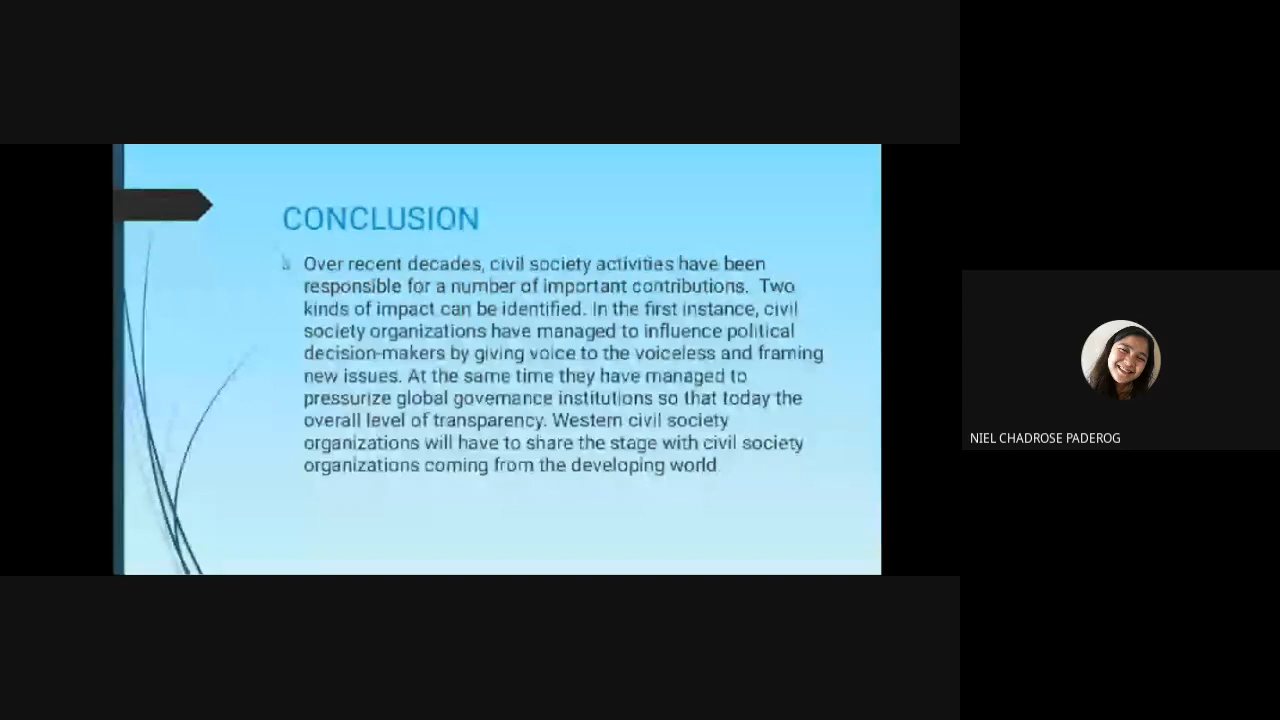 CONCLUSION
Over recent decades, civil society activities have been
responsible for a number of important contributions. Two
kinds of impact can be identified. In the first instance, civil
society organizations have managed to influence political
decision-makers by giving voice to the voiceless and framing
new issues. At the same time they have managed to
pressurize global governance institutions so that today the
overall level of transparency. Western civil society
organizations will have to share the stage with civil society
organizations coming from the developing world
NIEL CHADROSE PADEROG